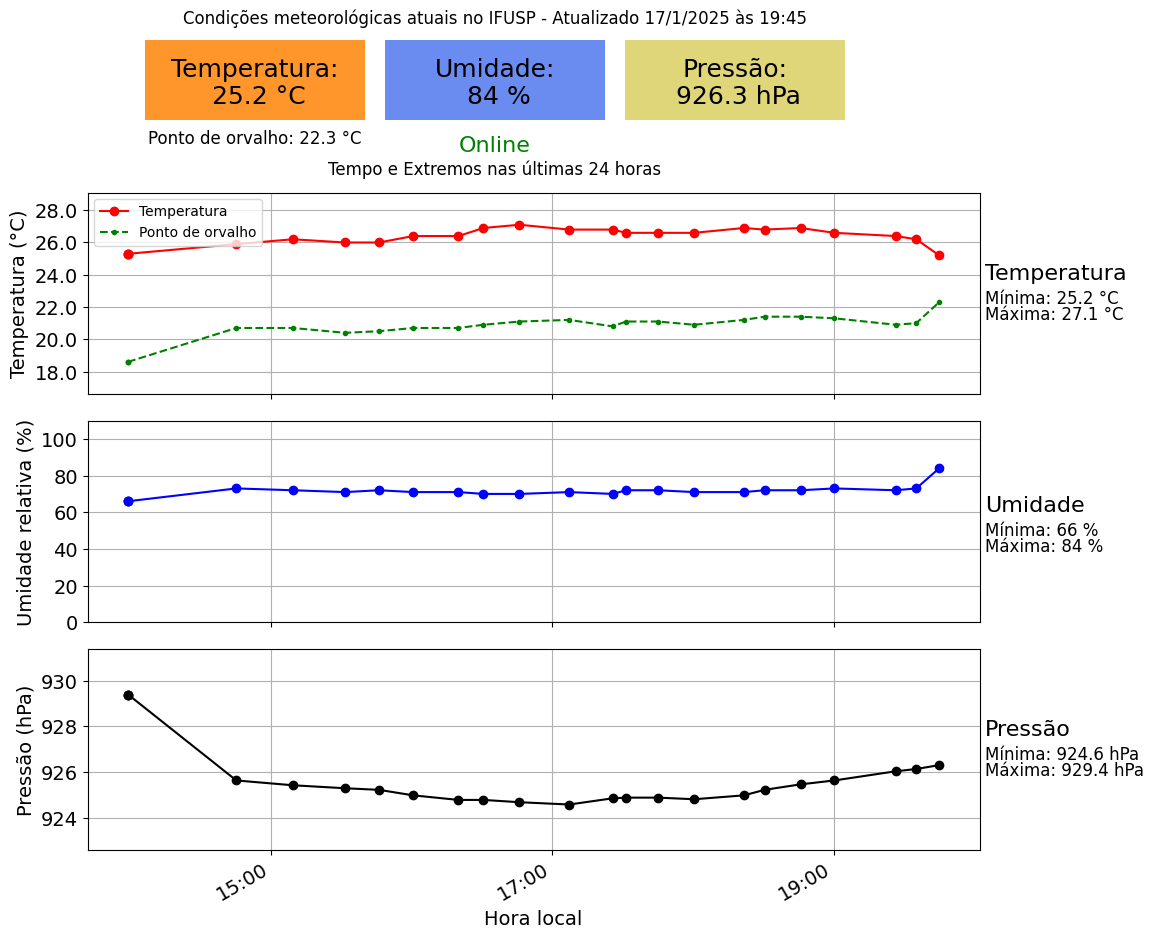 Condições meteorológicas atuais no IFUSP - Atualizado 17/1/2025 às 19:45
Temperatura:
25.2 °C
Umidade:
84 %
Pressão:
926.3 hPa
Ponto de orvalho: 22.3 °C
Online
Tempo e Extremos nas últimas 24 horas
Temperatura (°C)
28.0
26.0
24.0
22.0
20.0
18.0
Temperatura
Ponto de orvalho
Temperatura
Mínima: 25.2 °C
Máxima: 27.1 °C
Umidade relativa (%)
100
80
60
40
20
0
Umidade
Mínima: 66 %
Máxima: 84 %
Pressão (hPa)
930
928
926
924
Pressão
Mínima: 924.6 hPa
Máxima: 929.4 hPa
15:00
17:00
19:00
Hora local